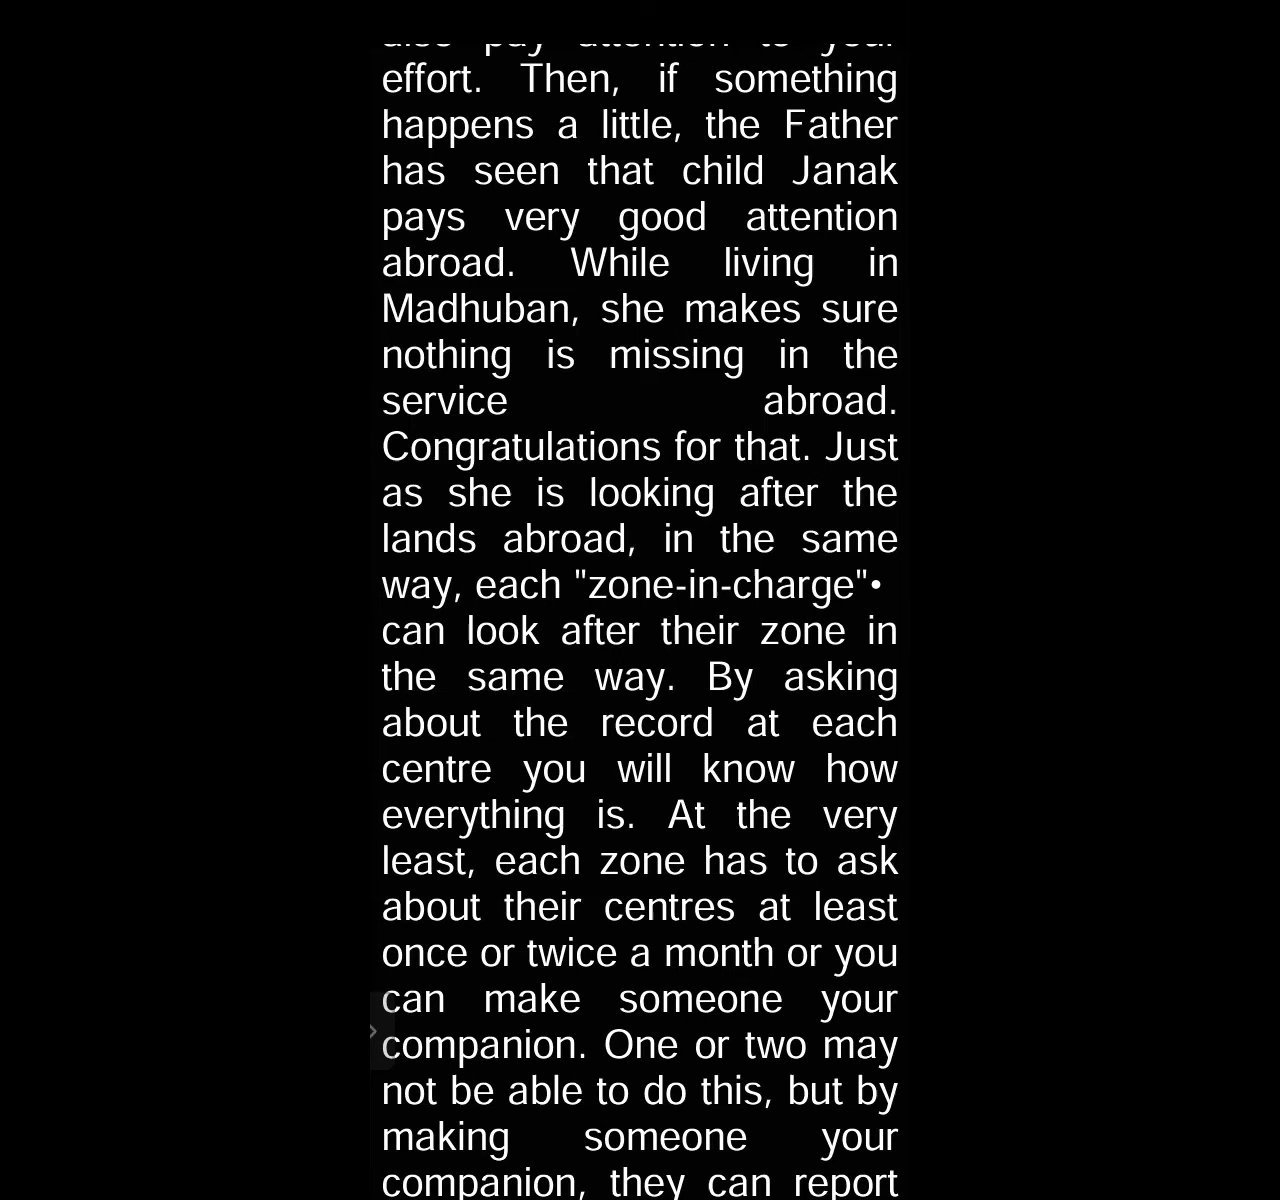 also pay attention to your
effort. Then, if something
happens a little, the Father
has seen that child Janak
pays very good attention
abroad. While living in
Madhuban, she makes sure
nothing is missing in the
service abroad.
Congratulations for that. Just
as she is looking after the
lands abroad, in the same
way, each "zone-in-charge"•
can look after their zone in
the same way. By asking
about the record at each
centre you will know how
everything is. At the very
least, each zone has to ask
about their centres at least
once or twice a month or you
can make someone your
companion. One or two may
not be able to do this, but by
making someone your
companion, they can report